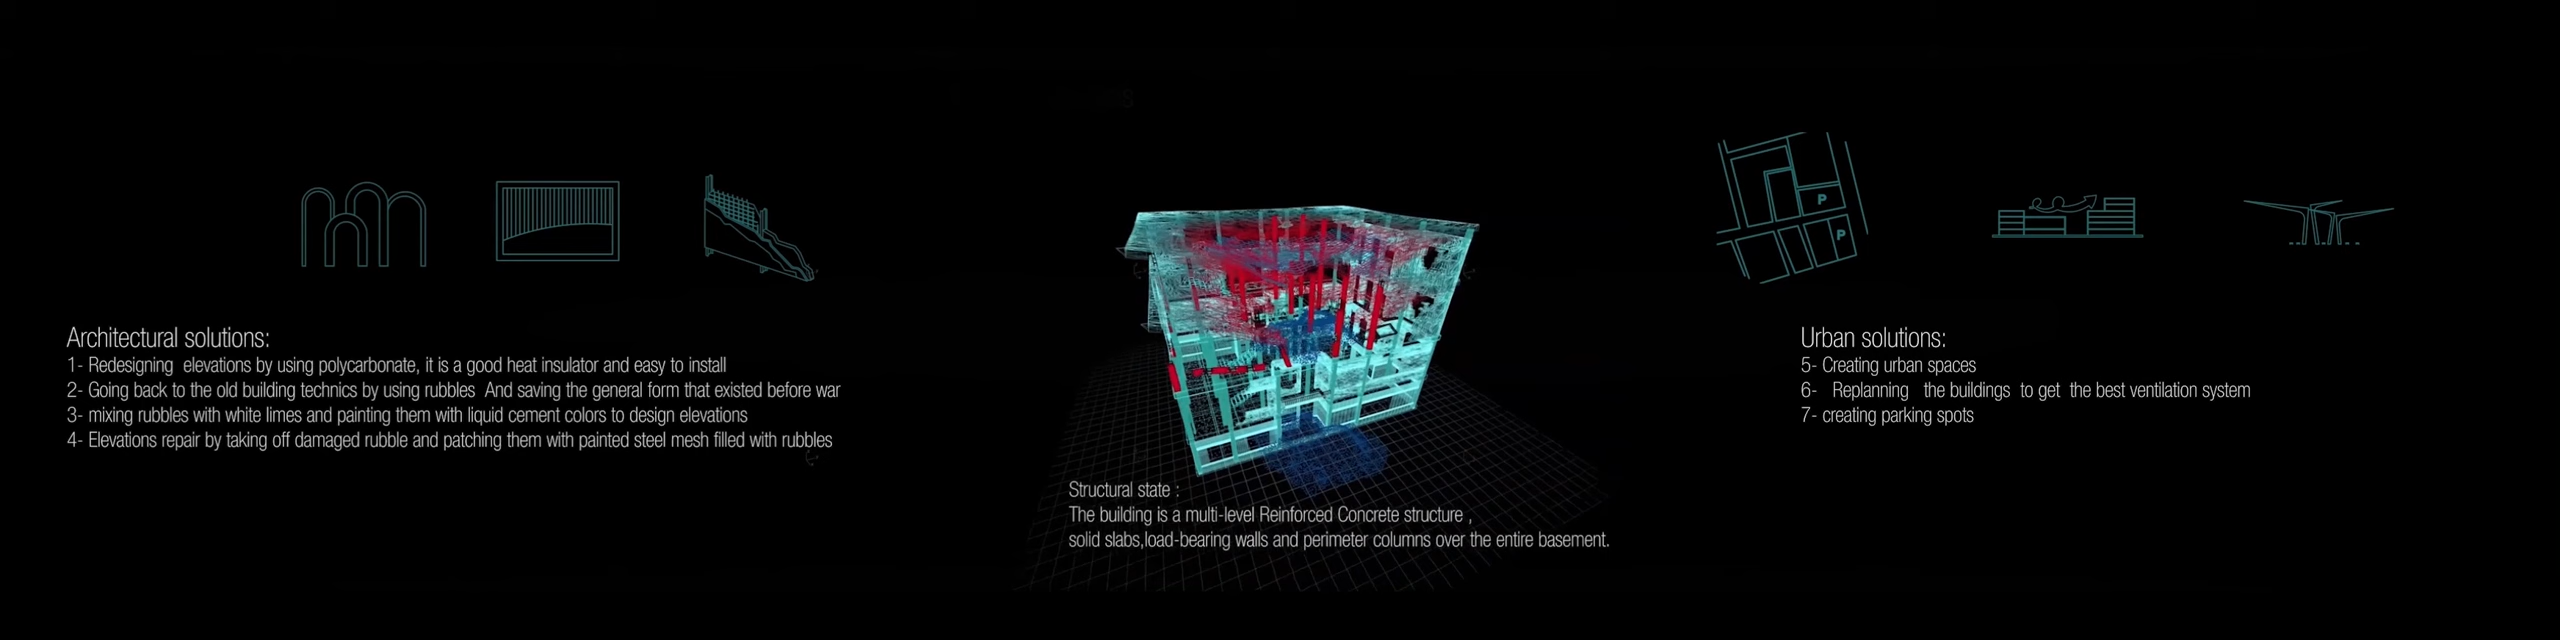 P
P
Architectural solutions:
1- Redesigning elevations by using polycarbonate, it is a good heat insulator and easy to install
2- Going back to the old building technics by using rubbles And saving the general form that existed before war
3- mixing rubbles with white limes and painting them with liquid cement colors to design elevations
4- Elevations repair by taking off damaged rubble and patching them with painted steel mesh filled with rubbles
Structural state :
The building is a multi-level Reinforced Concrete structure ,
solid slabs,load-bearing walls and perimeter columns over the entire basement.
Urban solutions:
5- Creating urban spaces
6- Replanning the buildings to get the best ventilation system
7- creating parking spots